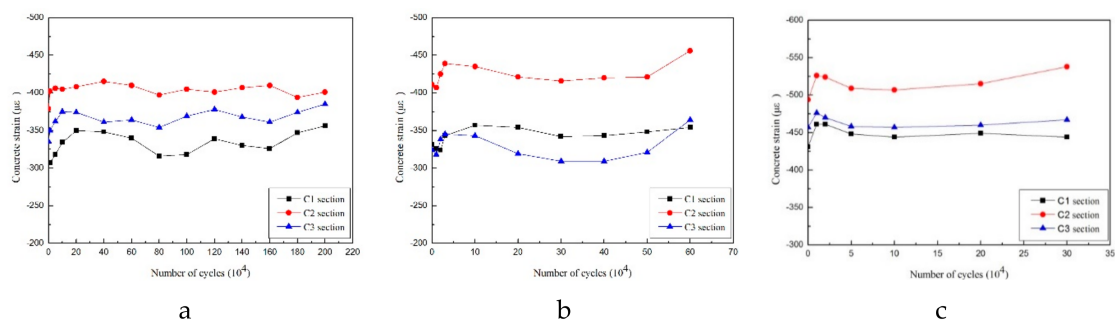 -500
-450
-400
-350
-300
-250
-200
Concrete strain (με )
0 20 40 60 80 100 120 140 160 180 200 220
Number of cycles (10⁴)
C1 section
C2 section
C3 section
a
-500
-450
-400
-350
-300
-250
-200
Concrete strain (με )
0 10 20 30 40 50 60 70
Number of cycles (10⁴)
C1 section
C2 section
C3 section
b
-600
-550
-500
-450
-400
-350
-300
Concrete strain (με )
0 5 10 15 20 25 30 35
Number of cycles (10⁴)
C1 section
C2 section
C3 section
c